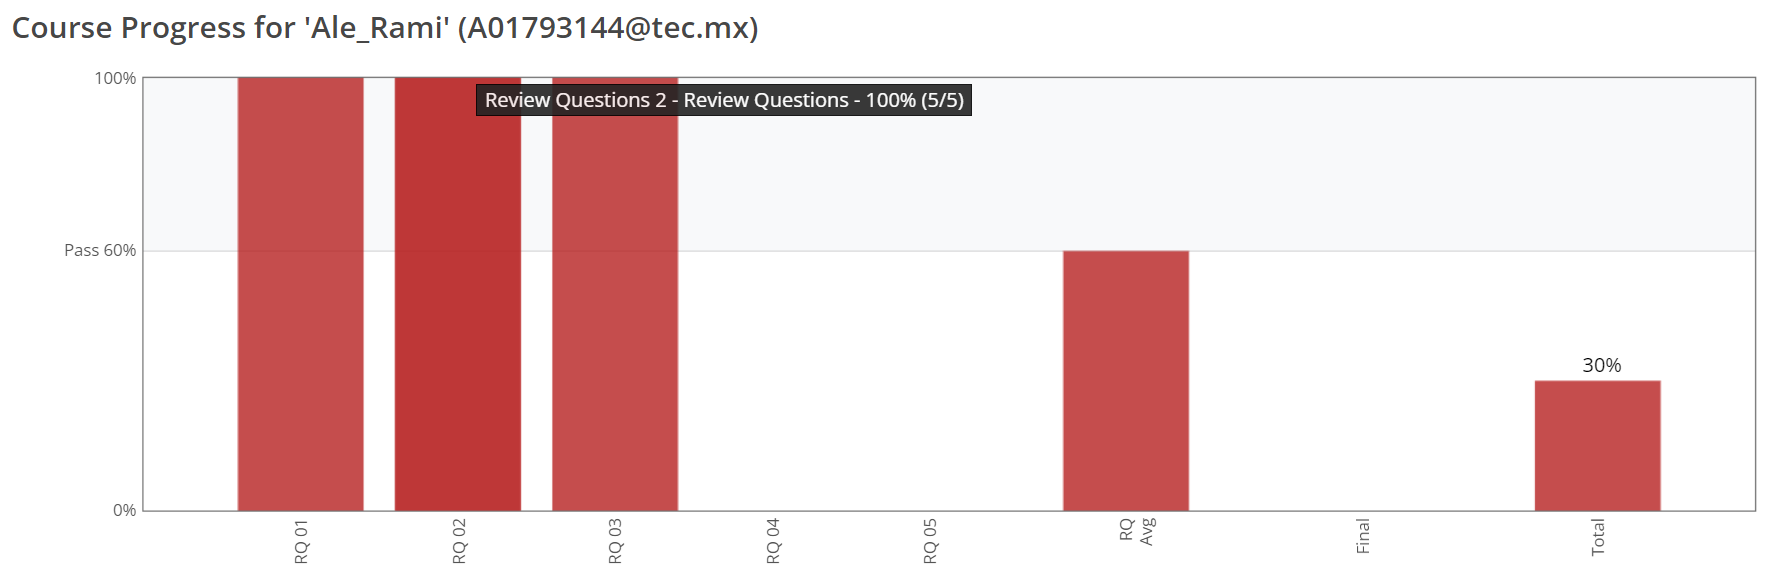 Course Progress for 'Ale_Rami' (A01793144@tec.mx)
100%
Review Questions 2 - Review Questions - 100% (5/5)
Pass 60%
30%
0%
RQ 01
RQ 02
RQ 03
RQ 04
RQ 05
RQ
Avg
Final
Total